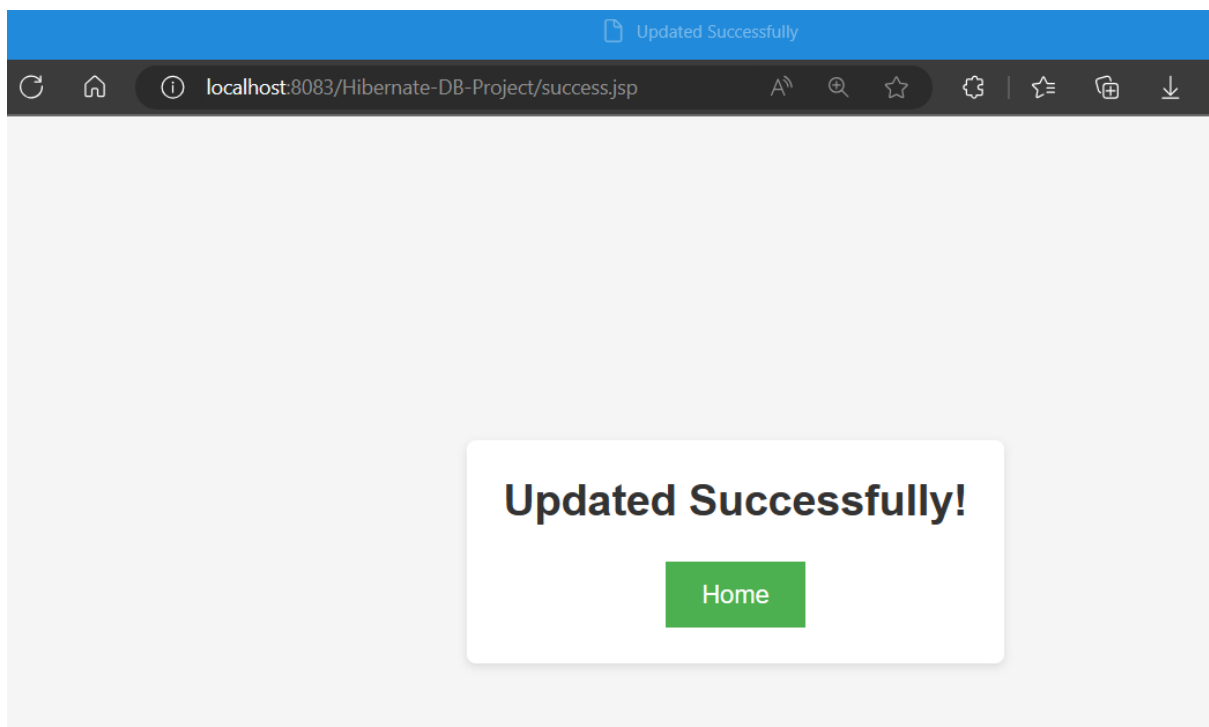 Updated Successfully
localhost:8083/Hibernate-DB-Project/success.jsp
Updated Successfully!
Home